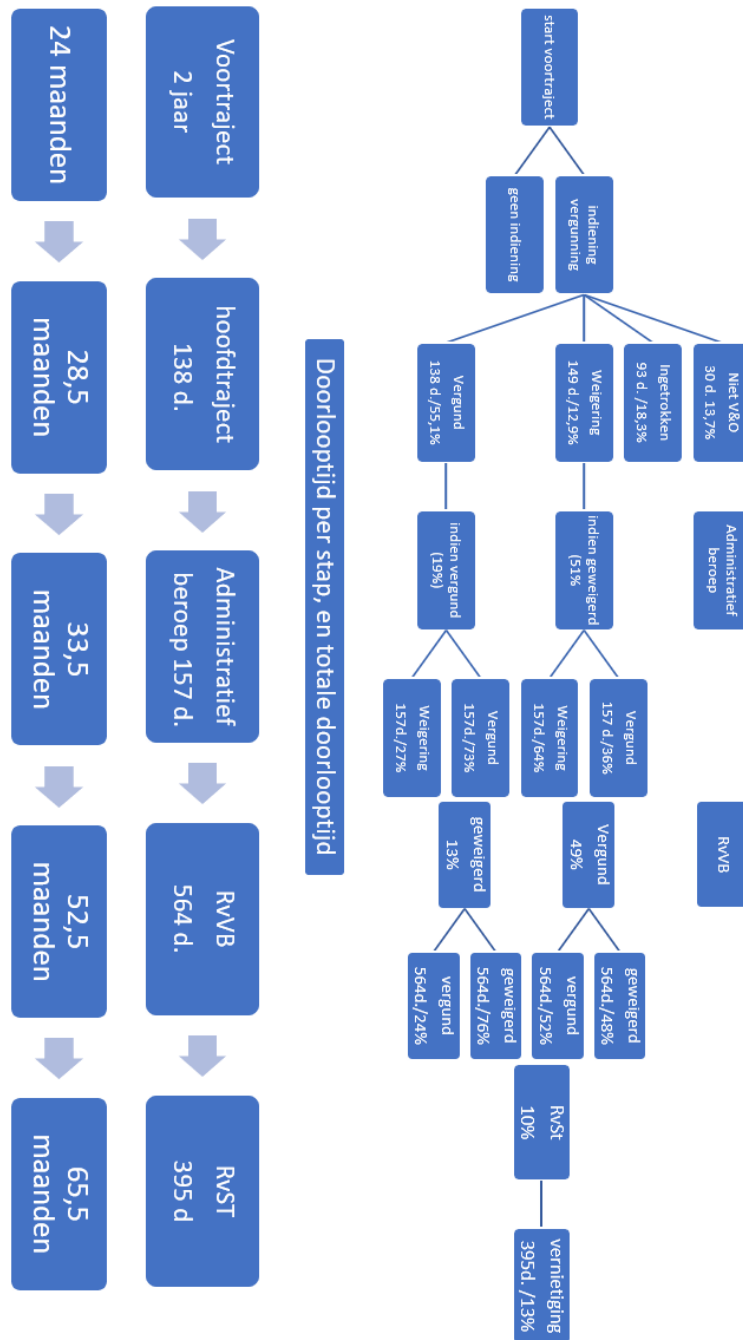 start voortraject
indiening
vergunning
geen indiening
Niet V&O
30 d. 13,7%
Ingetrokken
93 d. /18,3%
Weigering
149 d./12,9%
Vergund
138 d./55,1%
Administratief
beroep
indien geweigerd
(51%
indien vergund
(19%)
Vergund
157 d./36%
Weigering
157d./64%
Vergund
157d./73%
Weigering
157d./27%
RvVB
Vergund
49%
geweigerd
13%
geweigerd
564d./48%
vergund
564d./52%
geweigerd
564d./76%
vergund
564d./24%
RvSt
10%
vernietiging
395d. /13%
Doorlooptijd per stap, en totale doorlooptijd
Voortraject
2 jaar
hoofdtraject
138 d.
Administratief
beroep 157 d.
RvVB
564 d.
RvST
395 d
24 maanden
28,5
maanden
33,5
maanden
52,5
maanden
65,5
maanden